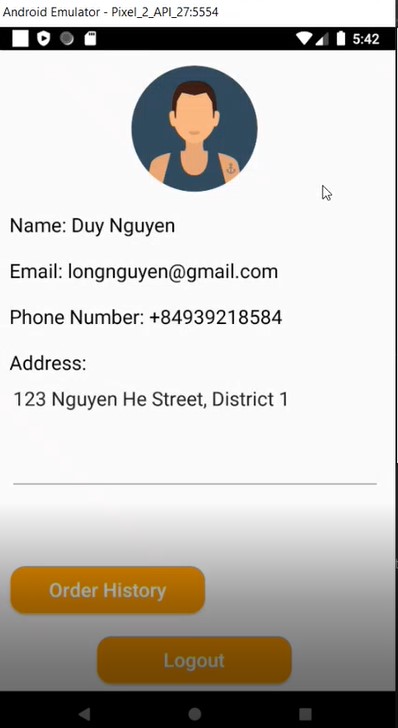 Android Emulator - Pixel_2_API_27:5554
5:42
Name: Duy Nguyen
Email: longnguyen@gmail.com
Phone Number: +84939218584
Address:
123 Nguyen He Street, District 1
Order History
Logout